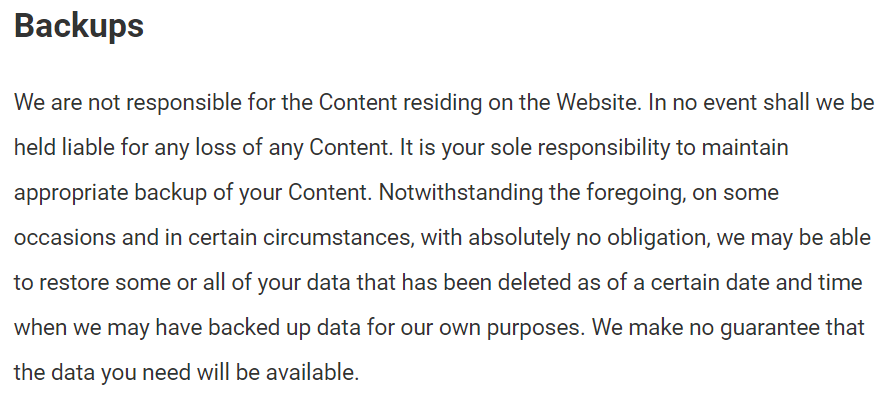 Backups
We are not responsible for the Content residing on the Website. In no event shall we be
held liable for any loss of any Content. It is your sole responsibility to maintain
appropriate backup of your Content. Notwithstanding the foregoing, on some
occasions and in certain circumstances, with absolutely no obligation, we may be able
to restore some or all of your data that has been deleted as of a certain date and time
when we may have backed up data for our own purposes. We make no guarantee that
the data you need will be available.